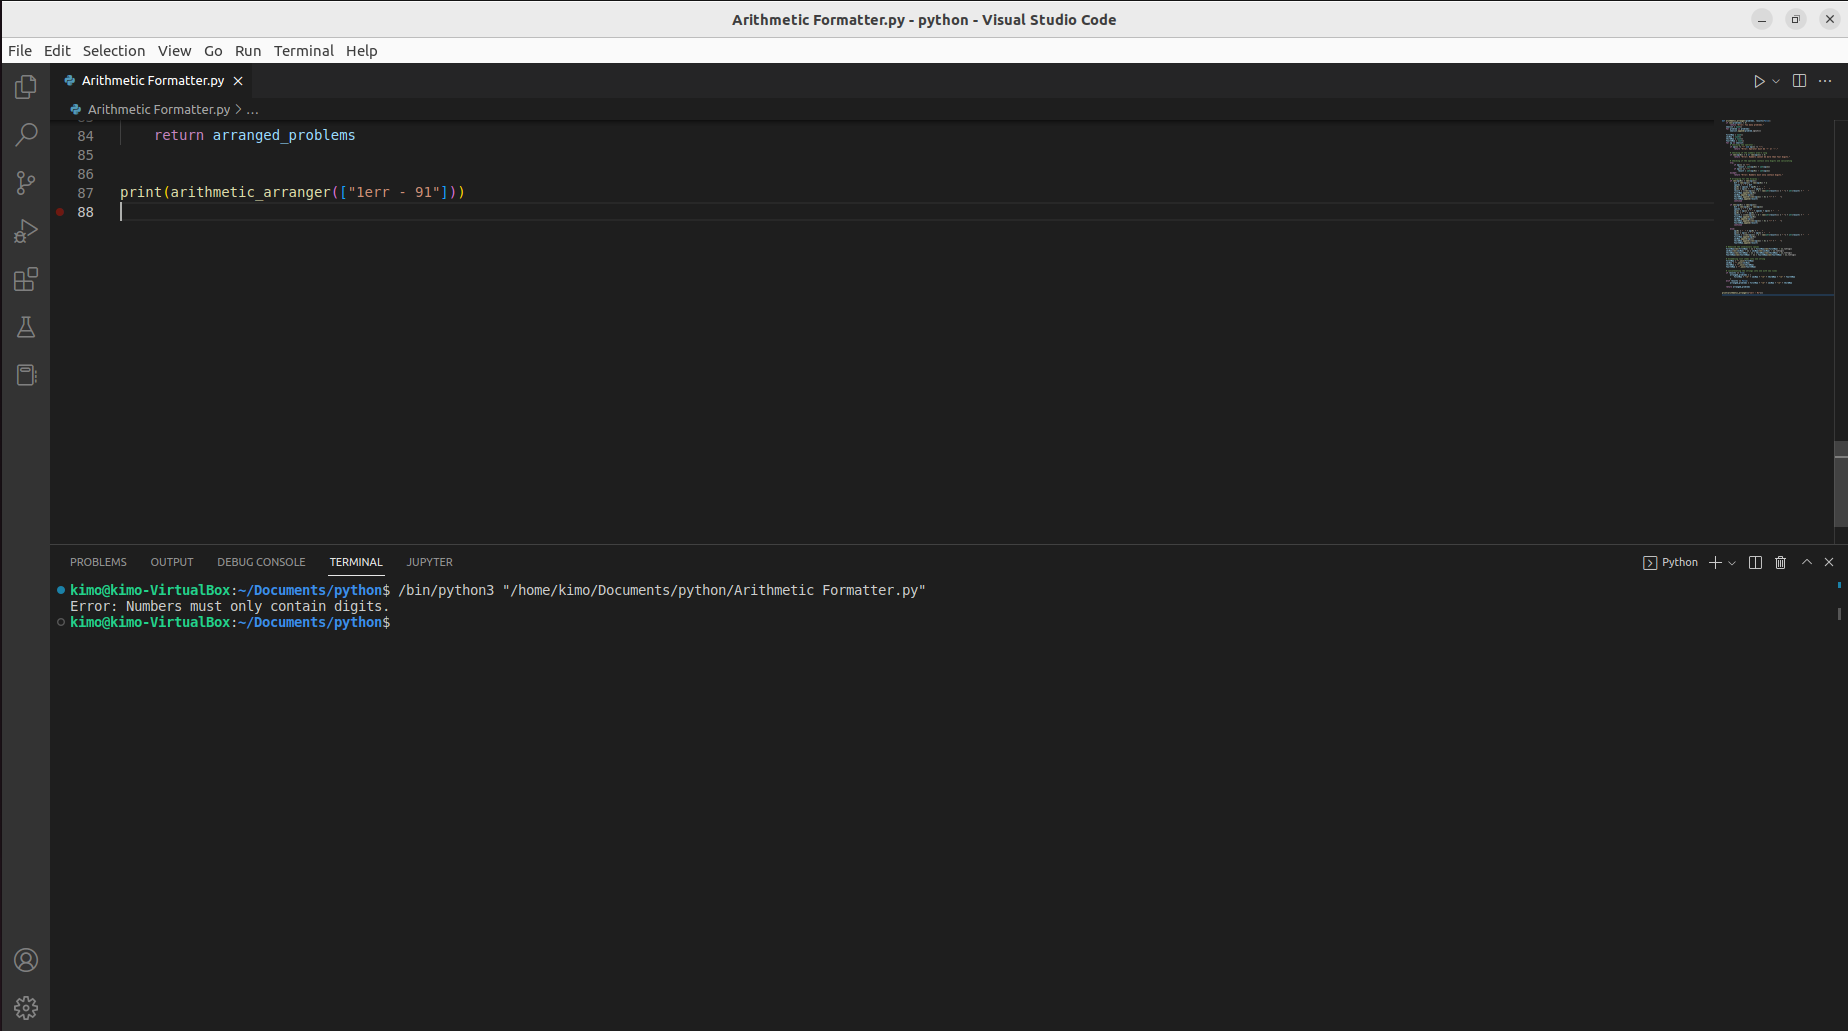 Arithmetic Formatter.py - python - Visual Studio Code
File Edit Selection View Go Run Terminal Help
Arithmetic Formatter.py
Arithmetic Formatter.py > ...
84 return arranged_problems
85
86
87 print(arithmetic_arranger(["1err - 91"]))
88
PROBLEMS OUTPUT DEBUG CONSOLE TERMINAL JUPYTER
Python
kimo@kimo-VirtualBox:~/Documents/python$ /bin/python3 "/home/kimo/Documents/python/Arithmetic Formatter.py"
Error: Numbers must only contain digits.
kimo@kimo-VirtualBox:~/Documents/python$